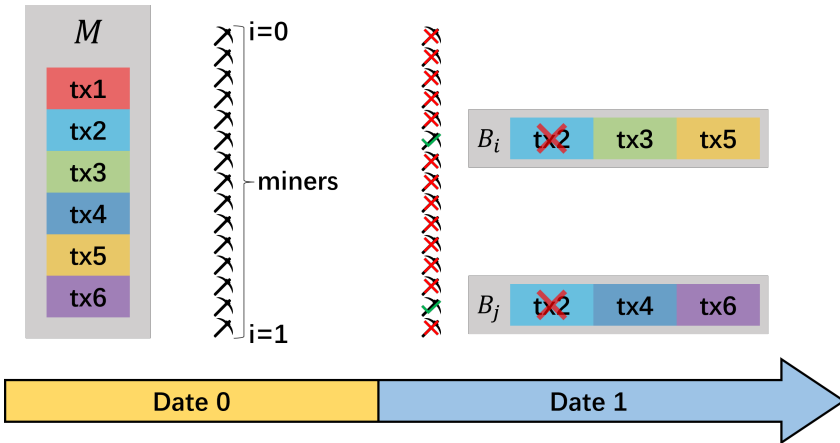 M
tx1
tx2
tx3
tx4
tx5
tx6
i=0
miners
i=1
B_i tx2 tx3 tx5
B_j tx2 tx4 tx6
Date 0
Date 1